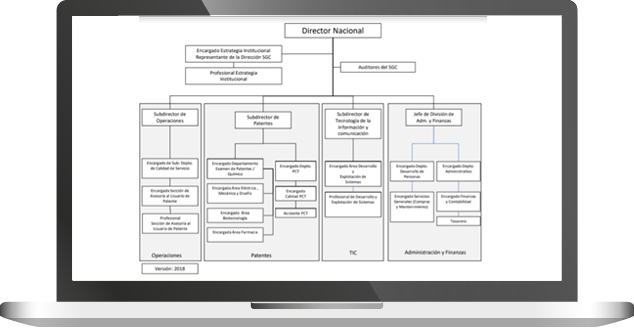 Director Nacional
Encargado Estrategia Institucional
Representante de la Dirección SGC
Profesional Estrategia
Institucional
Auditores del SGC
Subdirector de
Operaciones
Encargado de Sub- Depto.
de Calidad de Servicio
Encargado Sección de
Asesoría al Usuario de
Patente
Profesional
Sección de Asesoría al
Usuario de Patente
Operaciones
Subdirector de
Patentes
Encargado Departamento
Examen de Patentes /
Químico
Encargado Área Eléctrica ,
Mecánica y Diseño
Encargado Área
Biotecnología
Encargada Área Farmacia
Encargado Depto.
PCT
Encargado
Calidad PCT
Asistente PCT
Patentes
Subdirector de
Tecnología de la
Información y
comunicación
Encargado Área Desarrollo y
Explotación de
Sistemas
Profesional de Desarrollo y
Explotación de Sistemas
TIC
Jefe de División de
Adm. y Finanzas
Encargado Depto.
Desarrollo de
Personas
Encargado Servicios
Generales (Compras
y Mantenimiento)
Encargado Depto.
Administrativo
Encargado Finanzas
y Contabilidad
Tesorero
Administración y Finanzas
Versión: 2018